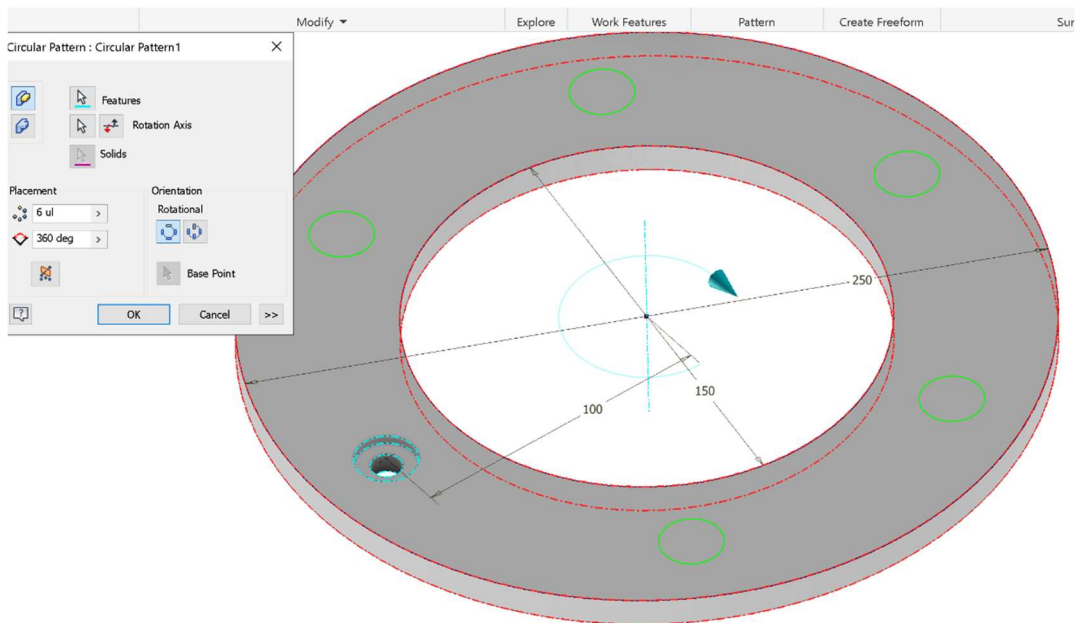 Modify
Explore
Work Features
Pattern
Create Freeform
Sur
Circular Pattern : Circular Pattern1
Features
Rotation Axis
Solids
Placement
Orientation
6 ul
Rotational
360 deg
Base Point
OK
Cancel
>>
250
150
100